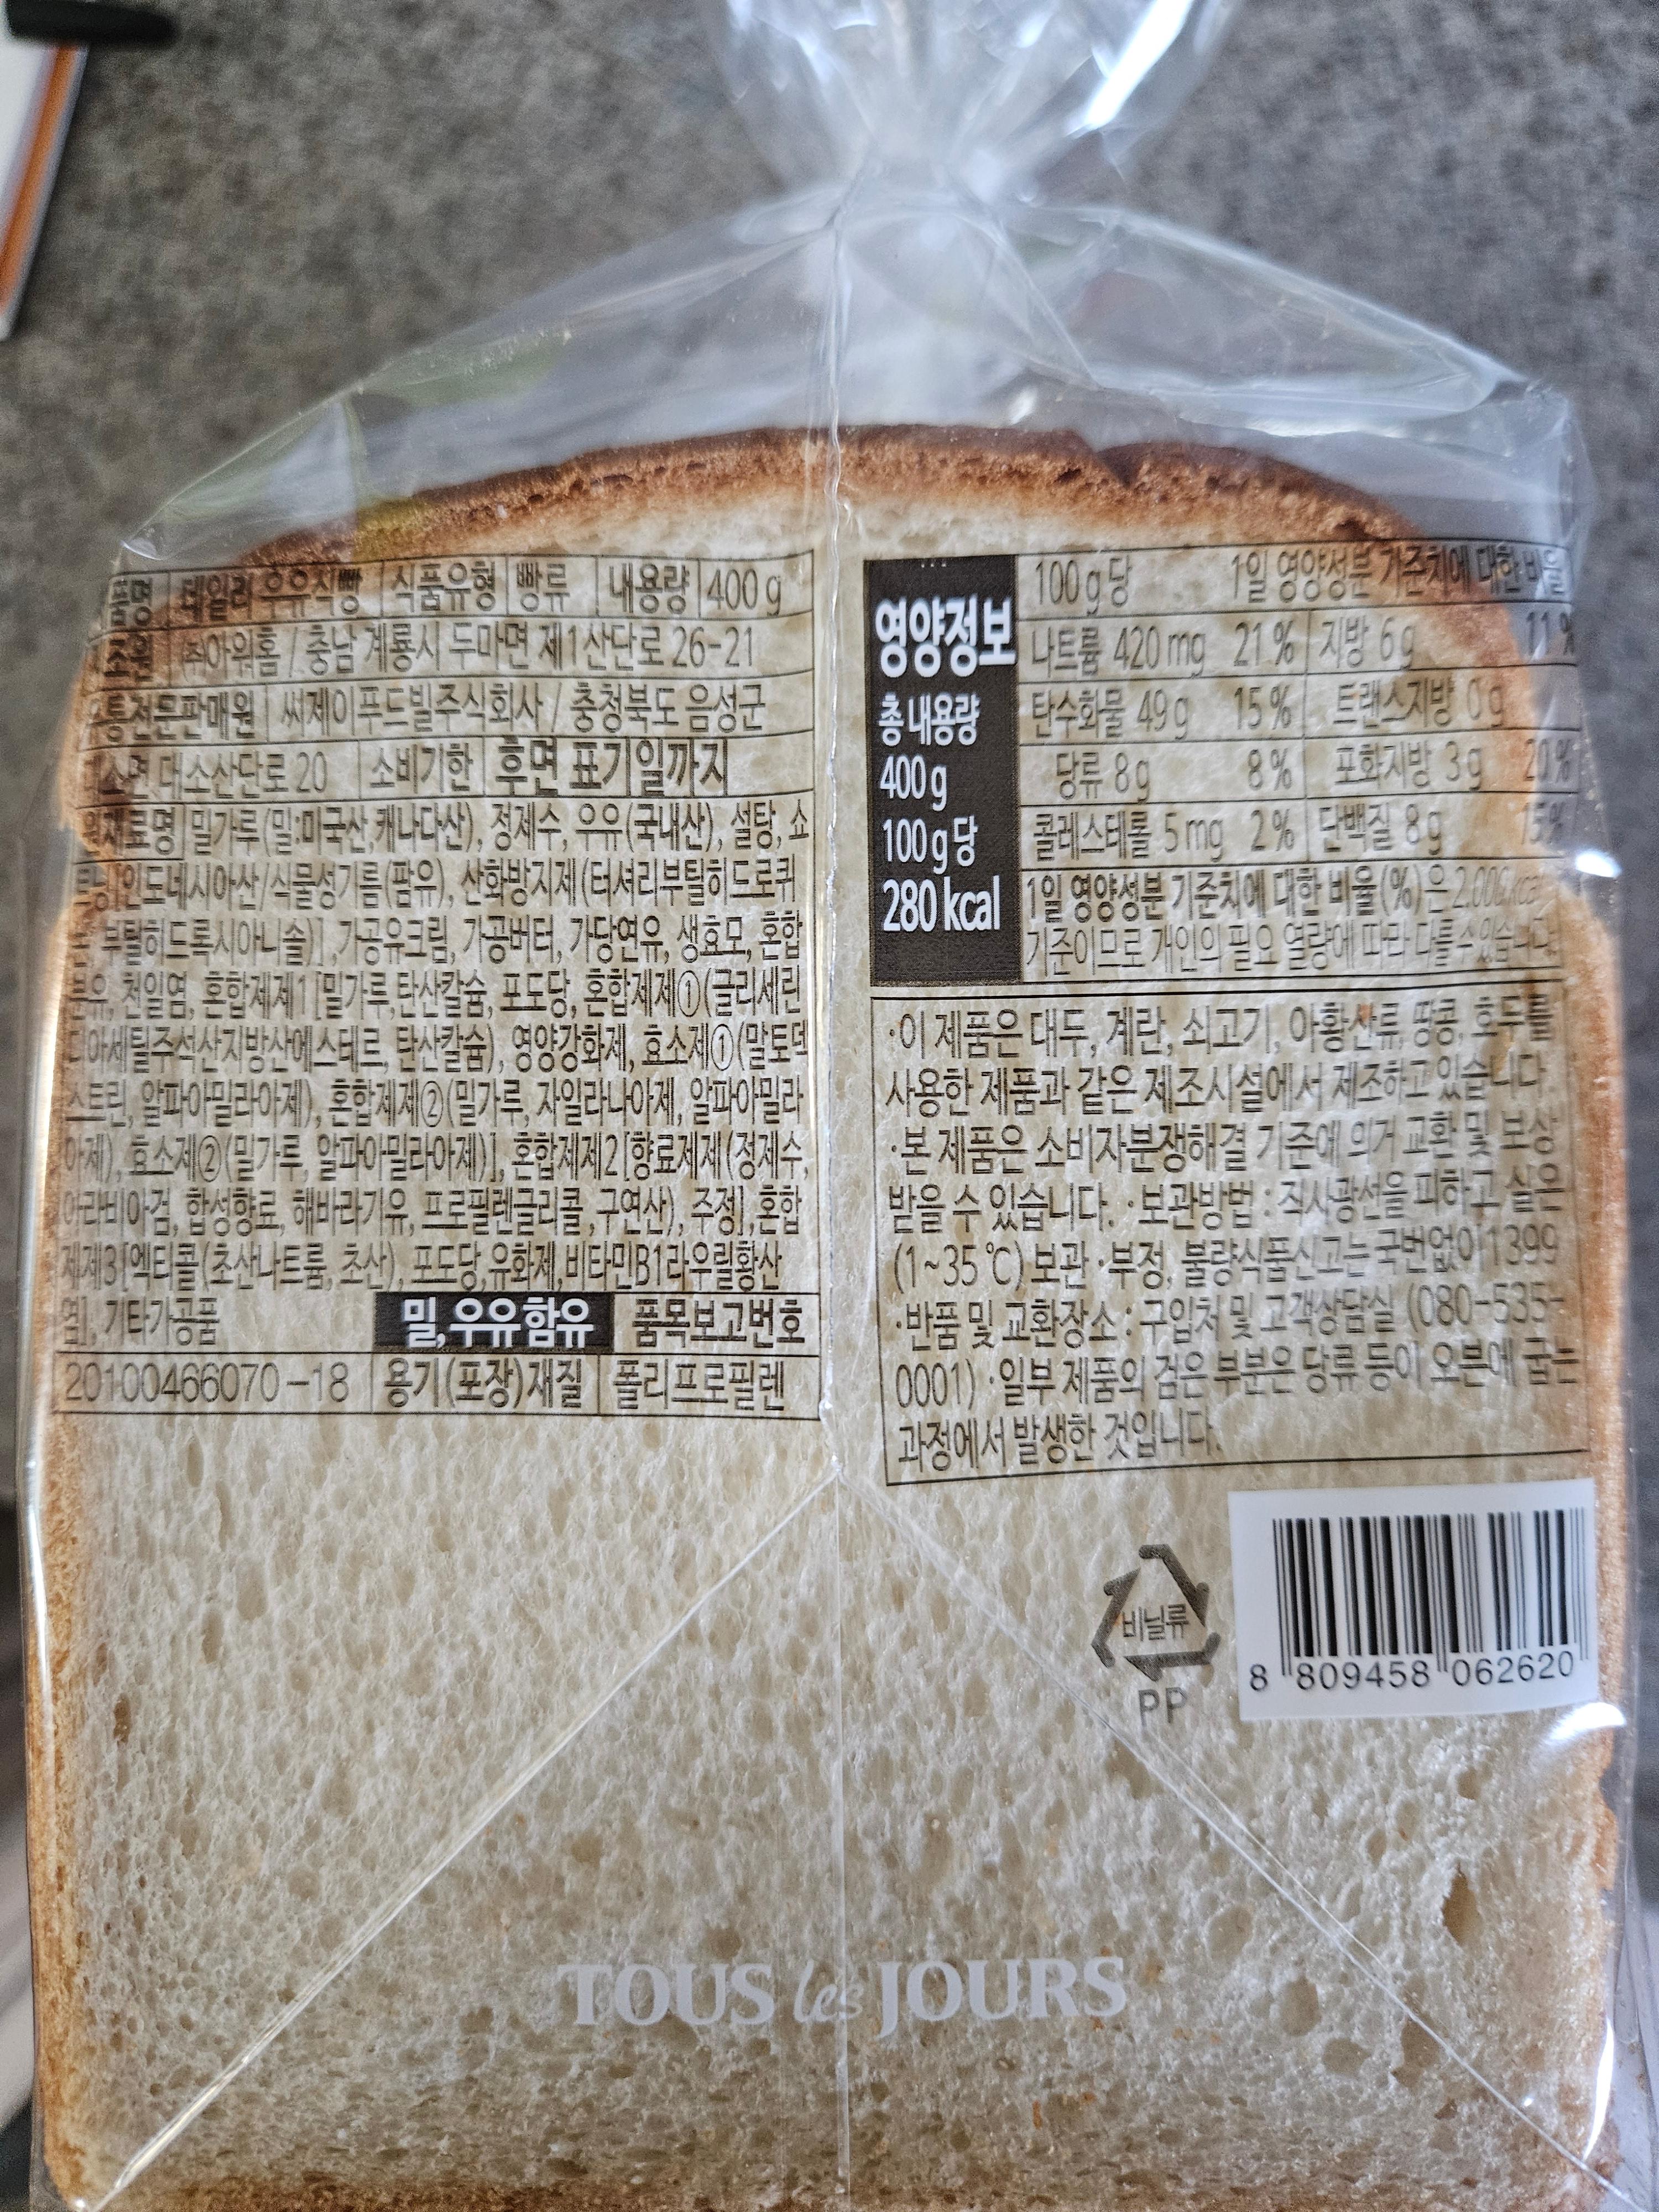 품명 데일리우유식빵 식품유형 빵류 내용량 400 g
㈜아워홈 / 충남 계룡시 두마면 제1산단로 26-21
유통전문판매원 씨제이푸드빌주식회사 / 충청북도 음성군
대소면 대소산단로 20 소비기한 후면 표기일까지
원재료명 밀가루(밀:미국산,캐나다산), 정제수, 우유(국내산), 설탕, 쇼
트닝[인도네시아산/식물성기름(팜유), 산화방지제(터셔리부틸히드로퀴
부틸히드록시아니솔)], 가공유크림, 가공버터, 가당연유, 생효모, 혼합
분유, 천일염, 혼합제제1[밀가루,탄산칼슘, 포도당, 혼합제제①(글리세린
디아세틸주석산지방산에스테르, 탄산칼슘), 영양강화제, 효소제①(말토덱
스트린, 알파아밀라아제), 혼합제제②(밀가루, 자일라나아제, 알파아밀라
아제), 효소제②(밀가루, 알파아밀라아제)], 혼합제제2[향료제제(정제수,
아라비아검, 합성향료, 해바라기유, 프로필렌글리콜,구연산), 주정],혼합
제제3[엑티콜(초산나트륨, 초산), 포도당,유화제,비타민B1라우릴황산
염], 기타가공품 밀, 우유 함유 품목보고번호
20100466070-18 용기(포장)재질 폴리프로필렌
영양정보
총 내용량
400 g
100 g당
280 kcal
100 g당 1일 영양성분 기준치에 대한 비율
나트륨 420 mg 21 % 지방 6 g 11 %
탄수화물 49 g 15 % 트랜스지방 0 g
당류 8 g 8 % 포화지방 3 g 20 %
콜레스테롤 5 mg 2 % 단백질 8 g 15 %
1일 영양성분 기준치에 대한 비율(%)은 2,000 kcal
기준이므로 개인의 필요 열량에 따라 다를 수 있습니다.
·이 제품은 대두, 계란, 쇠고기, 아황산류, 땅콩, 호두를
사용한 제품과 같은 제조시설에서 제조하고 있습니다.
·본 제품은 소비자분쟁해결 기준에 의거 교환 및 보상
받을 수 있습니다. ·보관방법 : 직사광선을 피하고 실온
(1~35 ℃) 보관 ·부정, 불량식품신고는 국번없이 1399
·반품 및 교환장소 : 구입처 및 고객상담실 (080-535-
0001) ·일부 제품의 검은 부분은 당류 등이 오븐에 굽는
과정에서 발생한 것입니다.
비닐류
PP
8 809458 062620
TOUS les JOURS